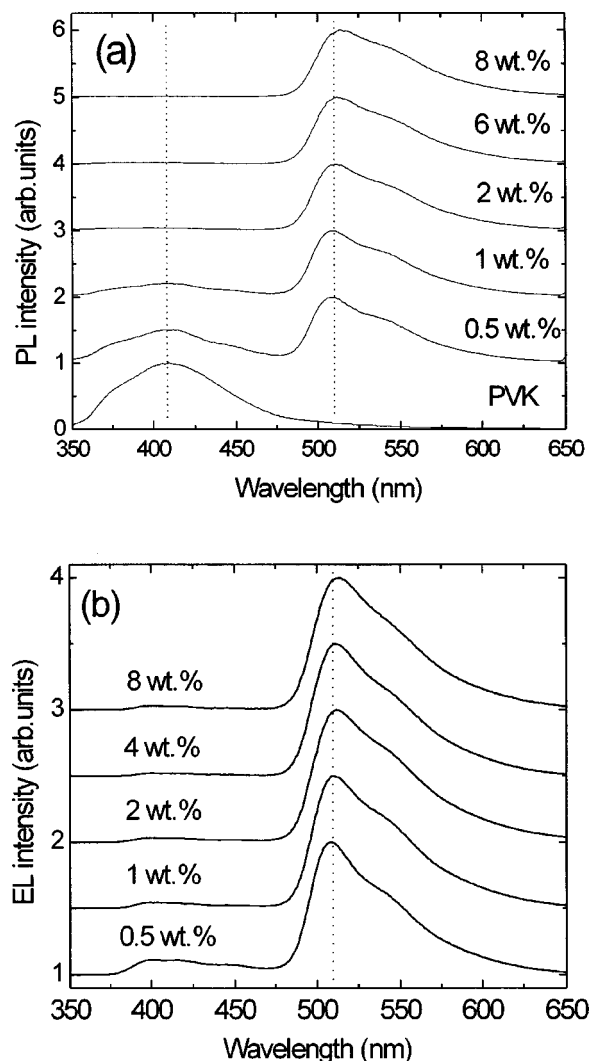 (a)
6
5
4
3
2
1
0
PL intensity (arb.units)
8 wt.%
6 wt.%
2 wt.%
1 wt.%
0.5 wt.%
PVK
350 400 450 500 550 600 650
Wavelength (nm)
(b)
4
3
2
1
EL intensity (arb.units)
8 wt.%
4 wt.%
2 wt.%
1 wt.%
0.5 wt.%
350 400 450 500 550 600 650
Wavelength (nm)